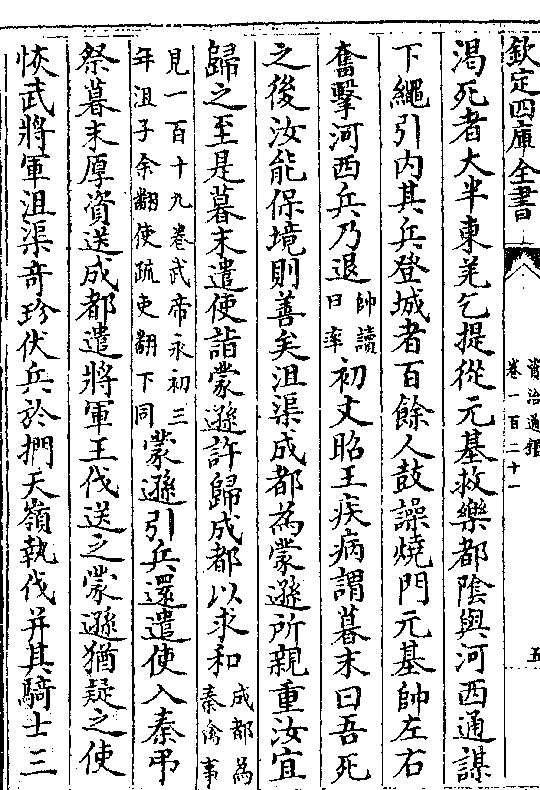 欽定四庫全書
資治通鑑
卷一百二十一
五
渴死者大半東羌乞提從元基救樂都陰與河西通謀
下繩引内其兵登城者百餘人鼓譟燒門元基帥左右
奮擊河西兵乃退帥讀曰率初文昭王疾病謂暮末曰吾死
之後汝能保境則善矣沮渠成都為蒙遜所親重汝宜
歸之至是暮末遣使詣蒙遜許歸成都以求和成都為秦禽事
見一百十九卷武帝永初三年沮子余翻使疏吏翻下同蒙遜引兵還遣使入秦弔
祭暮末厚資送成都遣將軍王伐送之蒙遜猶疑之使
恢武將軍沮渠奇珍伏兵於捫天嶺執伐并其騎士三